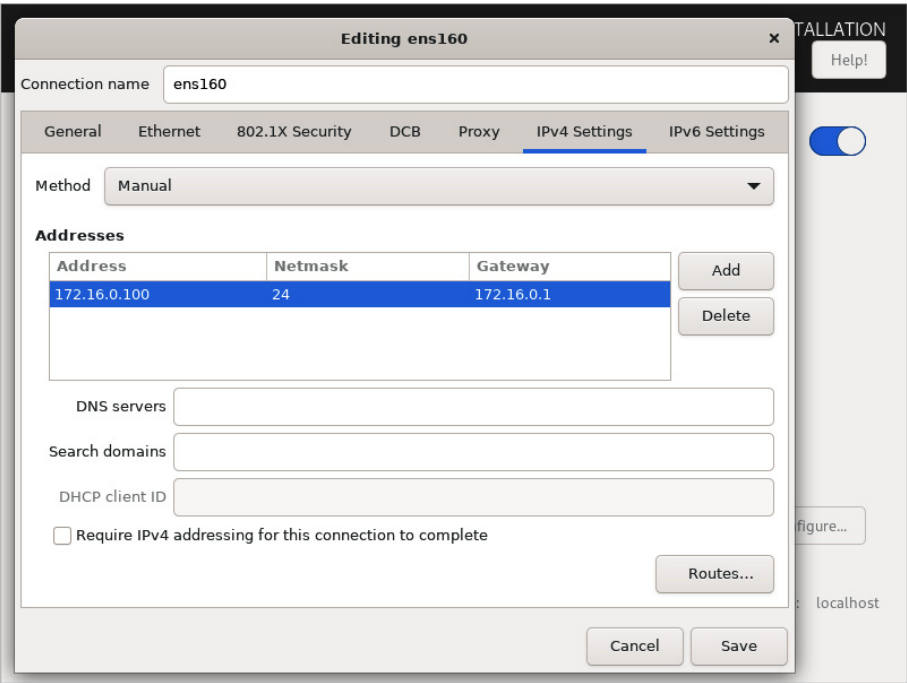 Editing ens160 ×
TALLATION
Help!
Connection name ens160
General Ethernet 802.1X Security DCB Proxy IPv4 Settings IPv6 Settings
Method Manual
Addresses
Address Netmask Gateway
172.16.0.100 24 172.16.0.1
Add
Delete
DNS servers
Search domains
DHCP client ID
Require IPv4 addressing for this connection to complete
figure...
Routes...
: localhost
Cancel Save